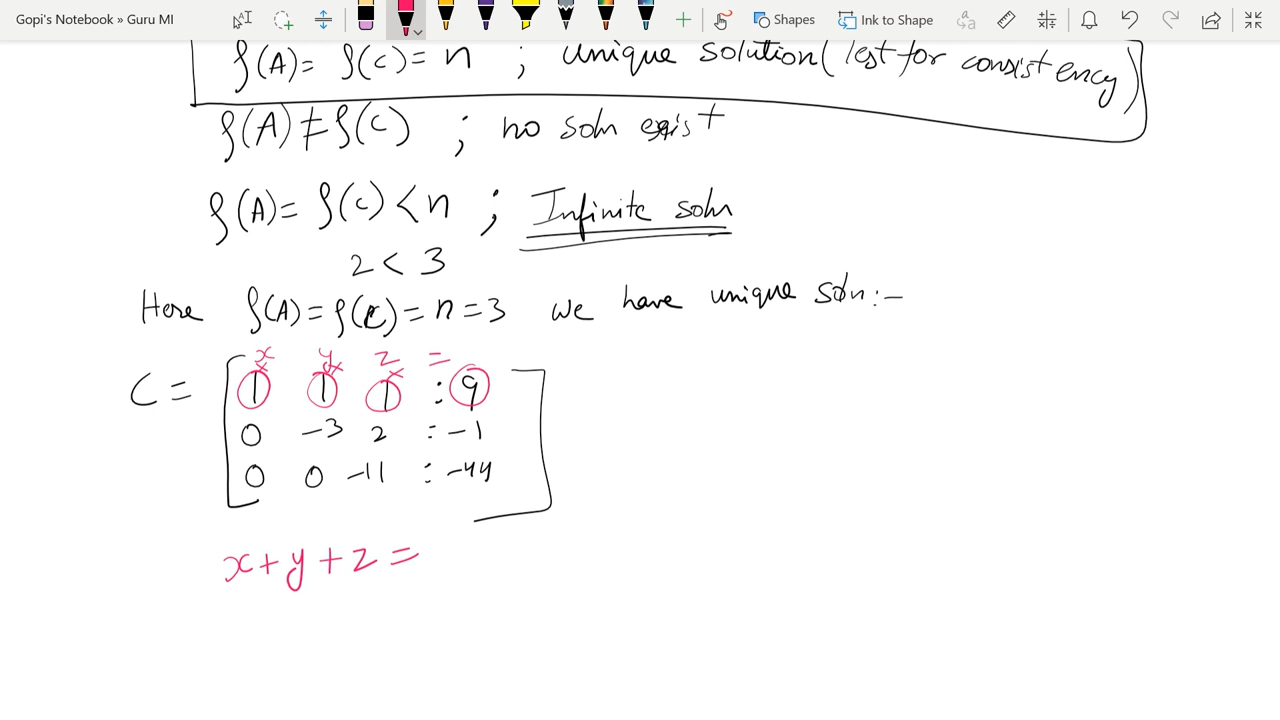 Gopi's Notebook » Guru MI
Shapes
Ink to Shape
ρ(A) = ρ(C) = n ; unique solution (Test for consistency)
ρ(A) ≠ ρ(C) ; no soln exist
ρ(A) = ρ(C) < n ; Infinite soln
2 < 3
Here ρ(A) = ρ(C) = n = 3 we have unique soln :-
x y z =
C = [ 1 1 1 : 9
0 -3 2 : -1
0 0 -11 : -44 ]
x + y + z =